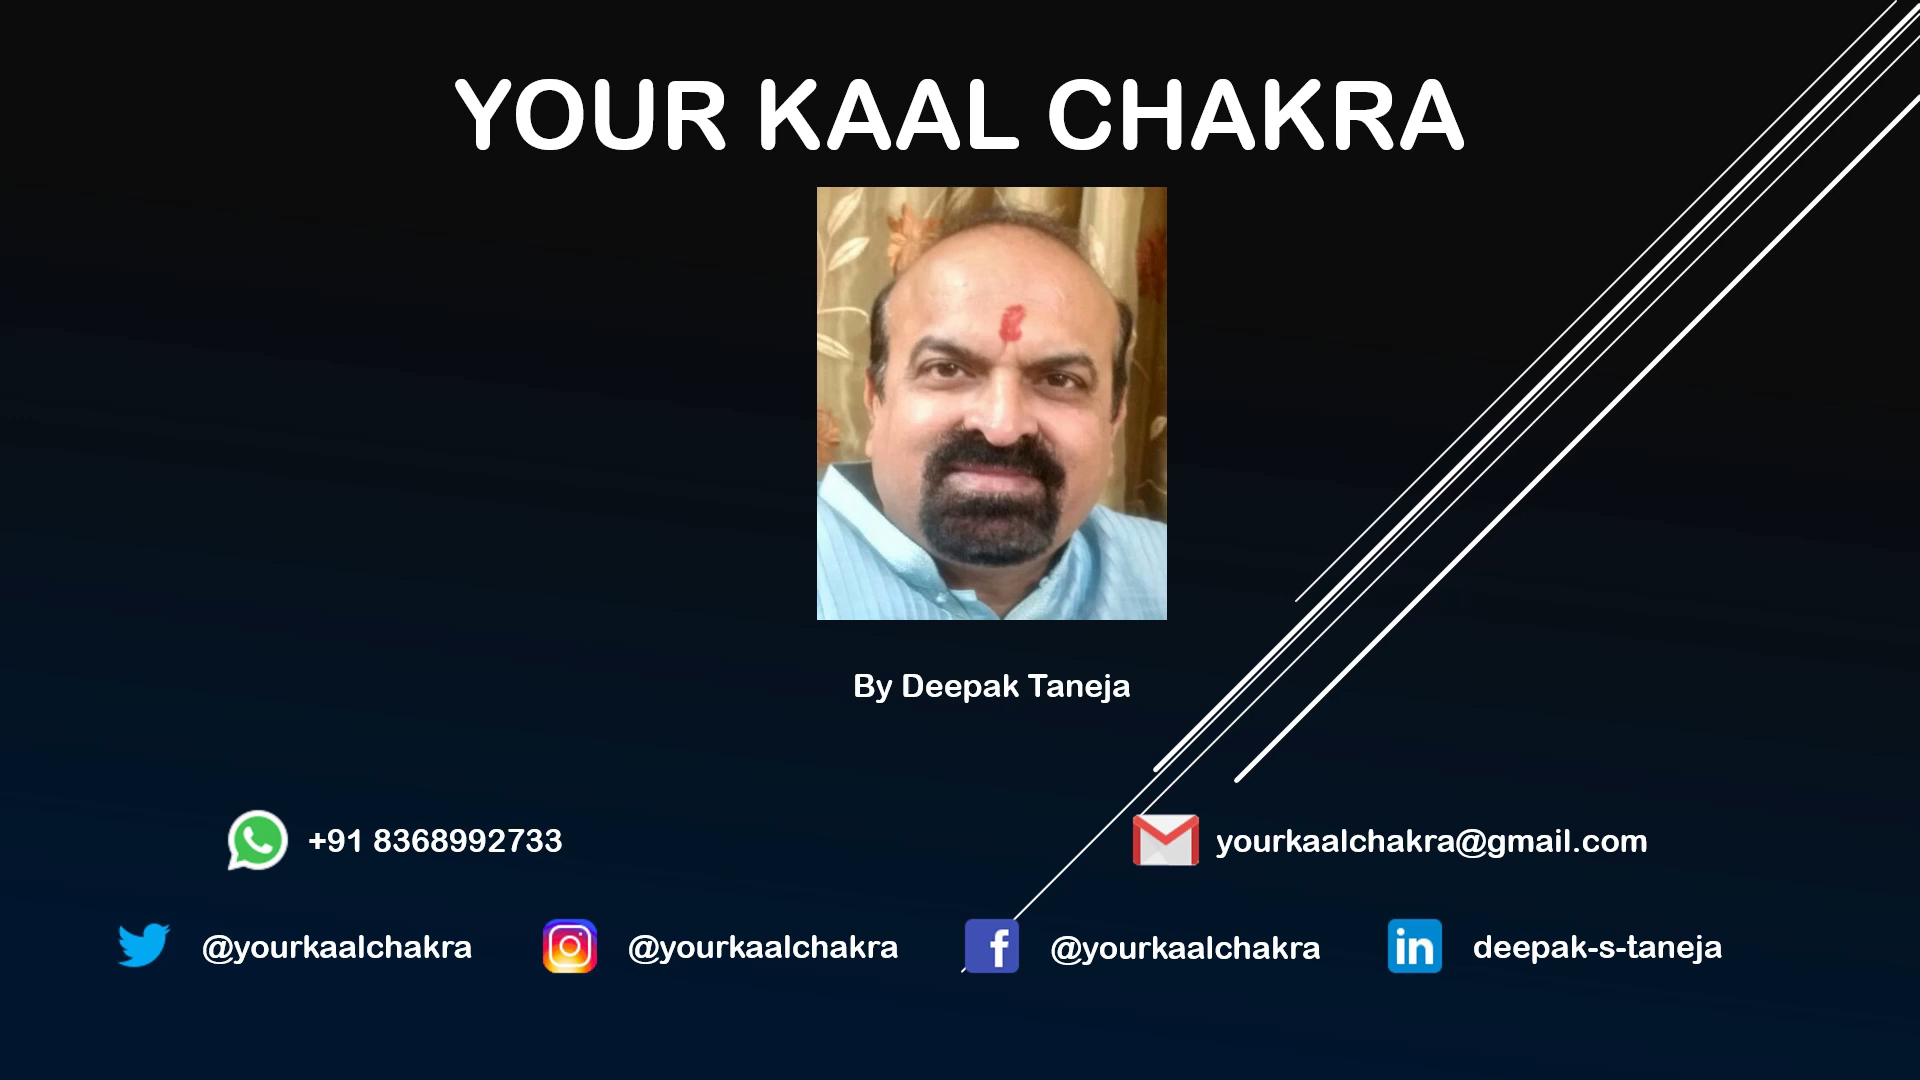 YOUR KAAL CHAKRA
By Deepak Taneja
+91 8368992733
yourkaalchakra@gmail.com
@yourkaalchakra
@yourkaalchakra
@yourkaalchakra
deepak-s-taneja